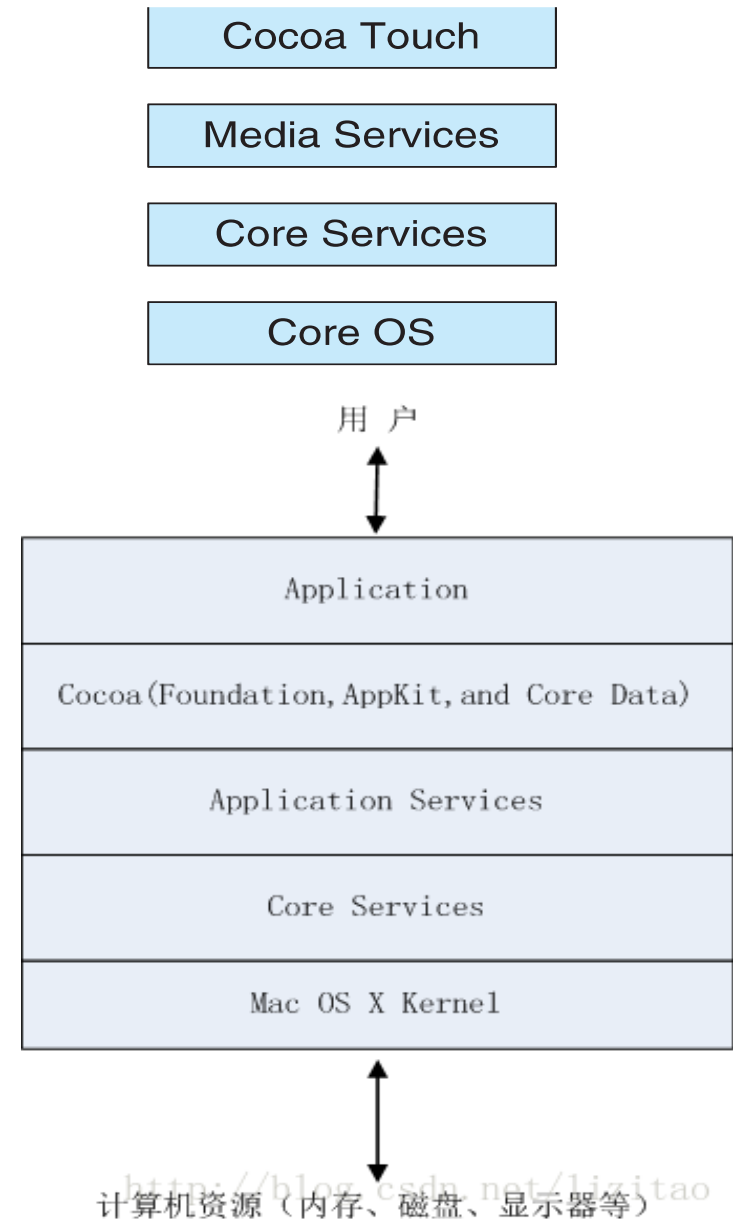 Cocoa Touch
Media Services
Core Services
Core OS
用 户
Application
Cocoa(Foundation,AppKit,and Core Data)
Application Services
Core Services
Mac OS X Kernel
http://blog.csdn.net/lizitao
计算机资源（内存、磁盘、显示器等）